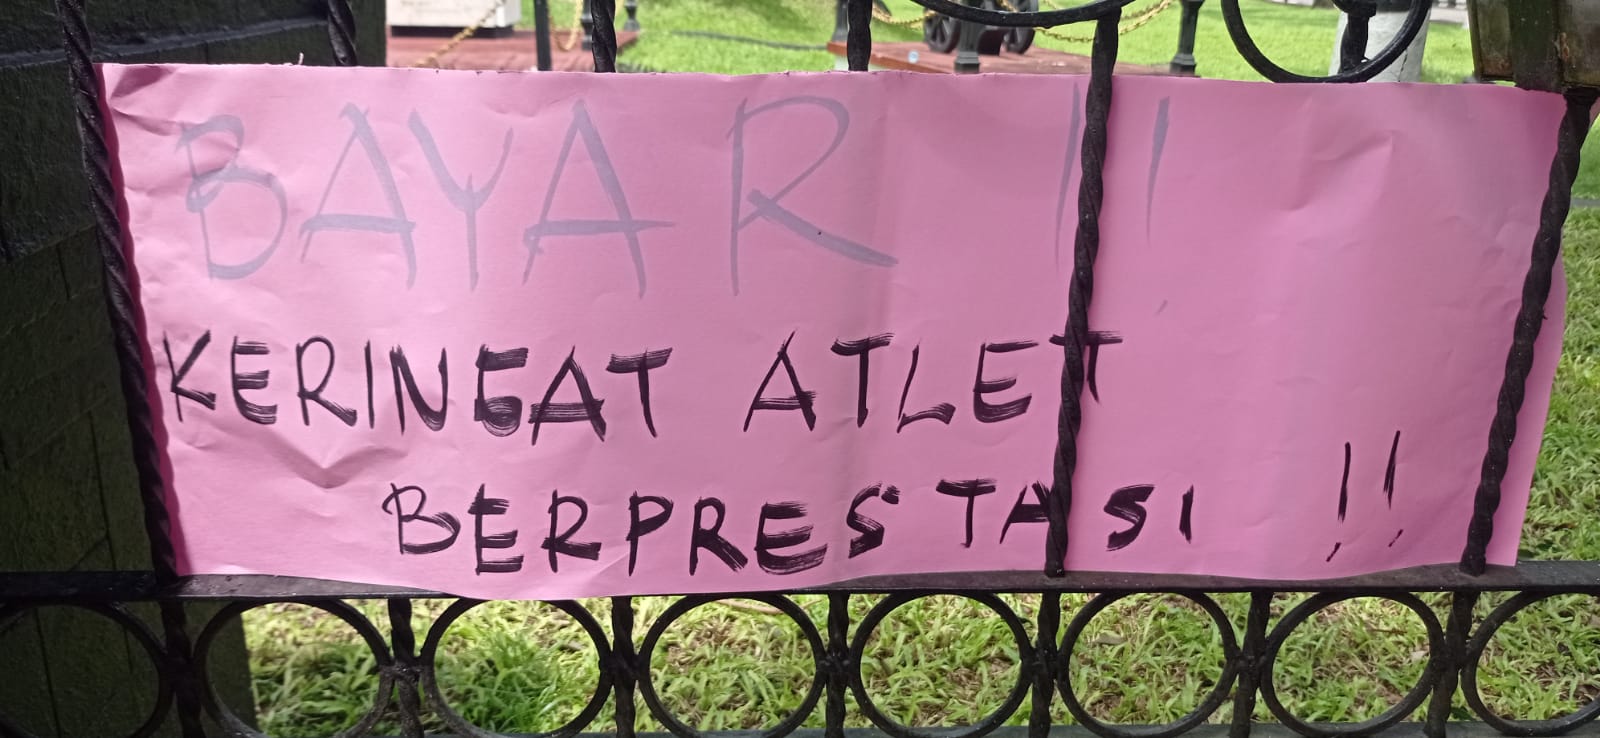 BAYAR !!
KERINGAT ATLET
BERPRESTASI !!